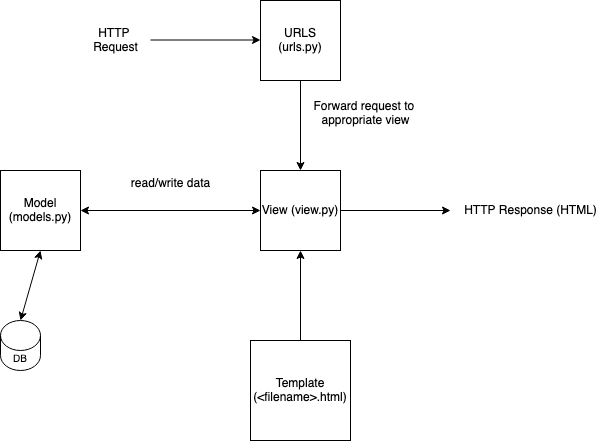 HTTP
Request
URLS
(urls.py)
Forward request to
appropriate view
read/write data
Model
(models.py)
View (view.py)
HTTP Response (HTML)
DB
Template
(<filename>.html)